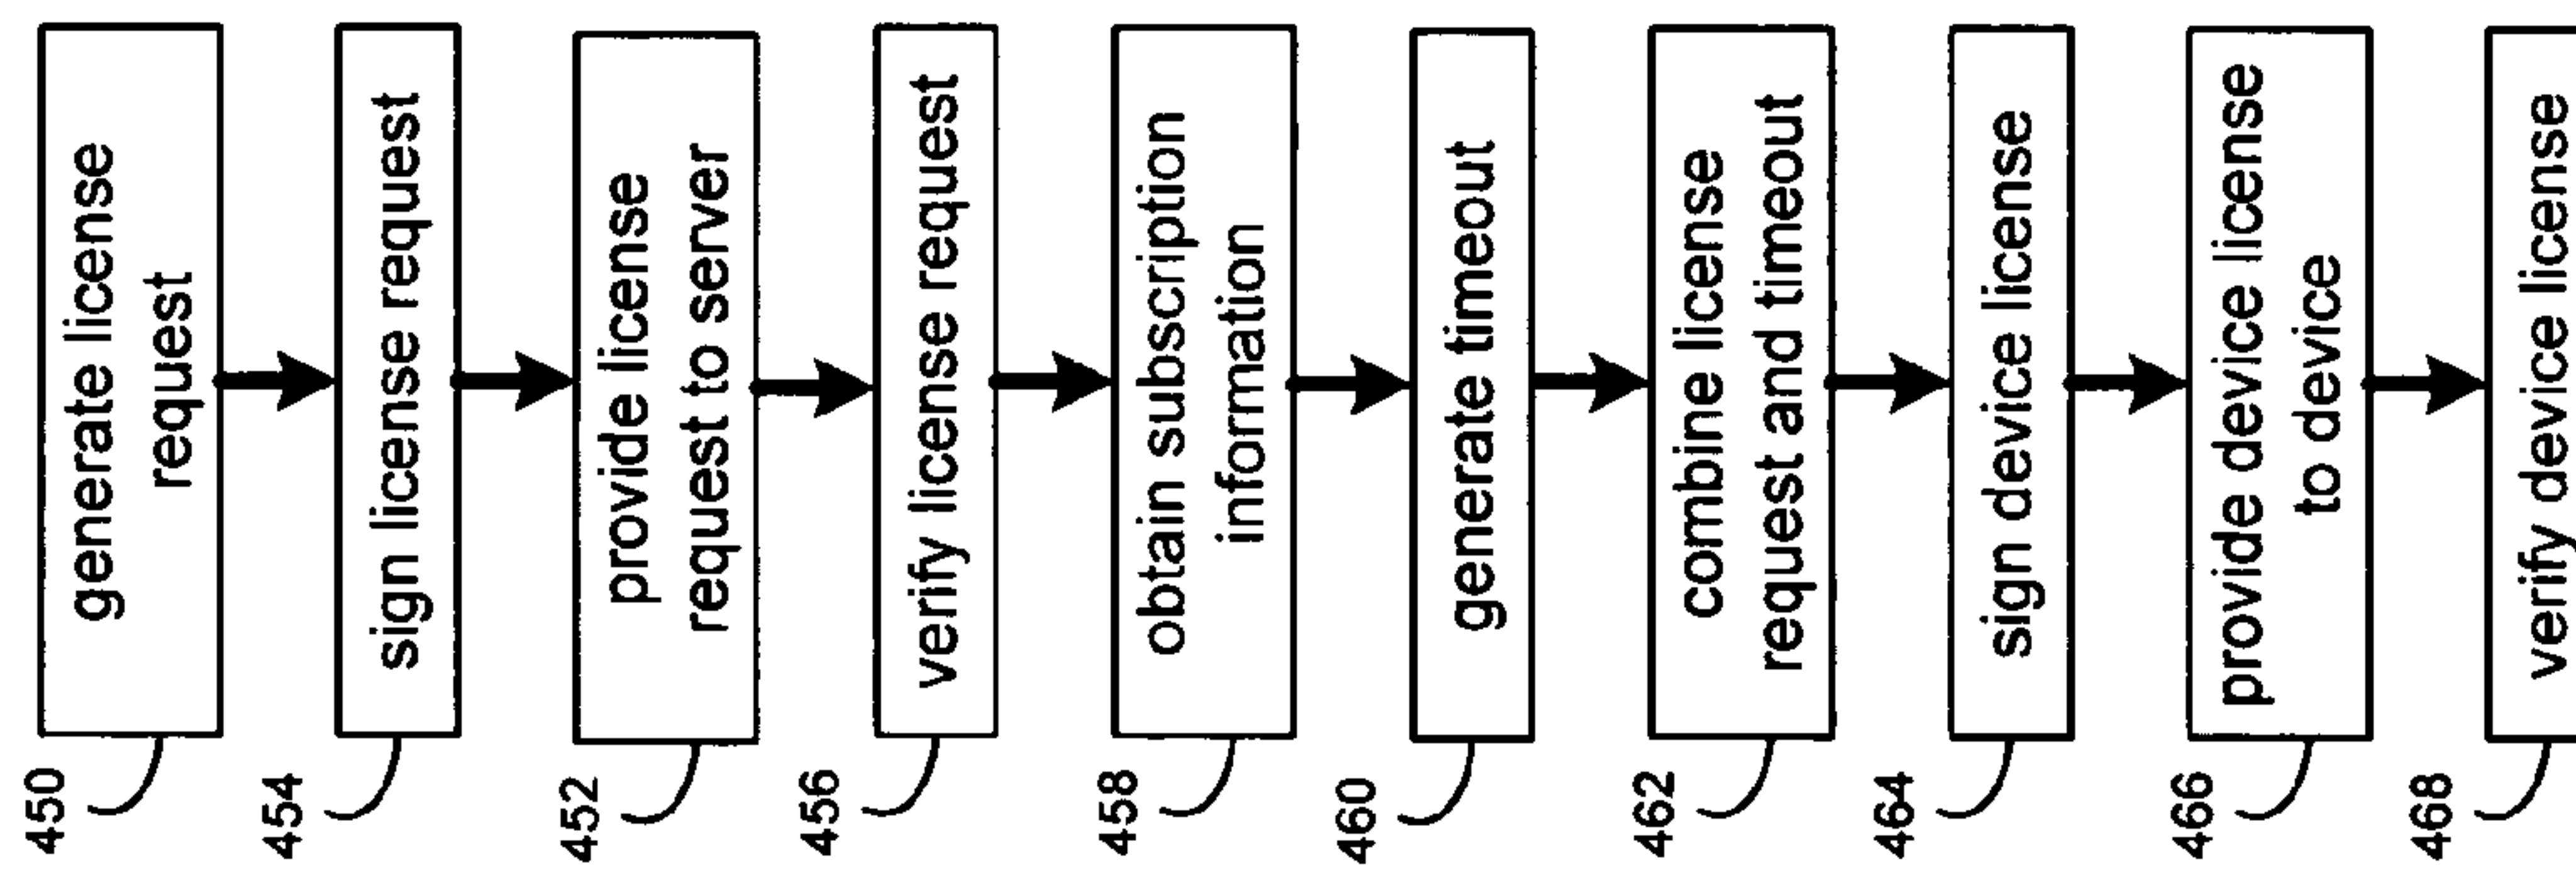 450
generate license
request
454
sign license request
452
provide license
request to server
456
verify license request
458
obtain subscription
information
460
generate timeout
462
combine license
request and timeout
464
sign device license
466
provide device license
to device
468
verify device license